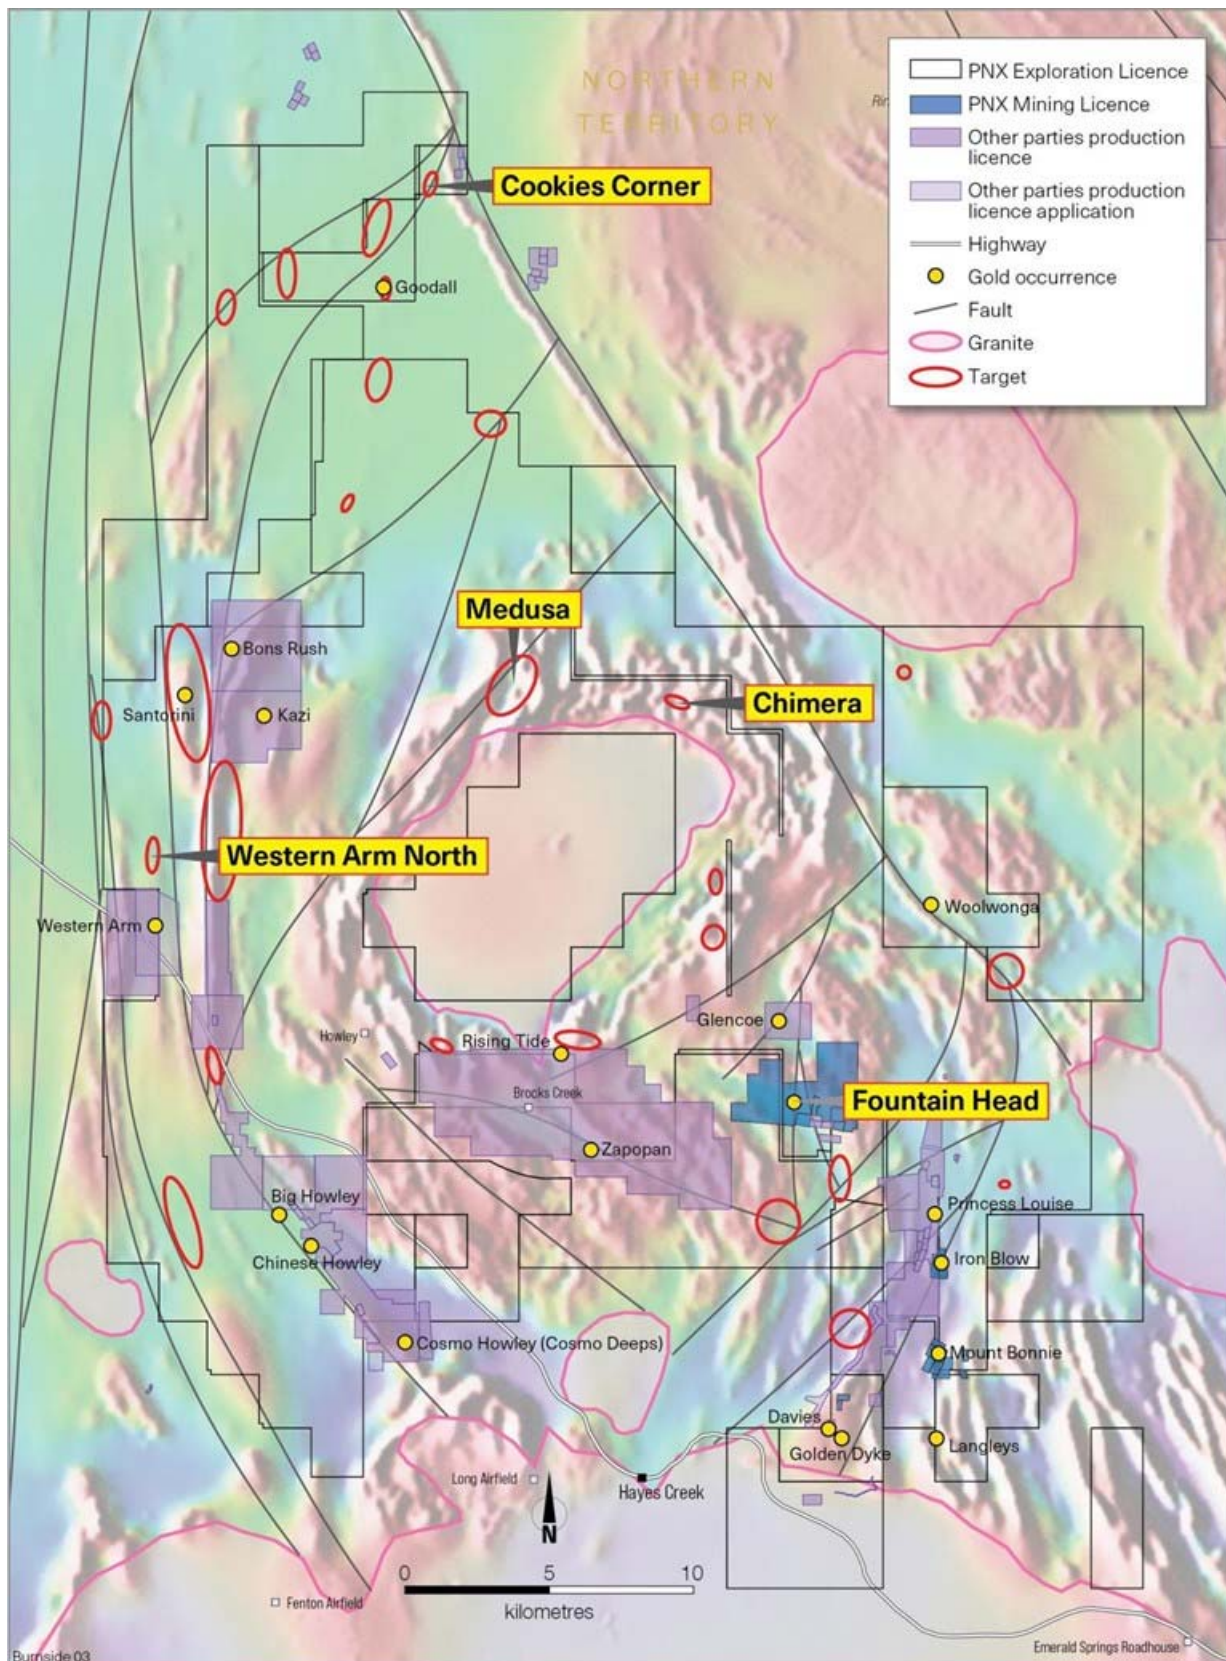 NORTHERN
TERRITORY
PNX Exploration Licence
PNX Mining Licence
Other parties production
licence
Other parties production
licence application
Highway
Gold occurrence
Fault
Granite
Target
Cookies Corner
Goodall
Medusa
Bons Rush
Santorini
Kazi
Chimera
Western Arm North
Western Arm
Woolwonga
Glencoe
Howley
Rising Tide
Brocks Creek
Fountain Head
Zapopan
Big Howley
Princess Louise
Chinese Howley
Iron Blow
Cosmo Howley (Cosmo Deeps)
Mount Bonnie
Davies
Golden Dyke
Langleys
Long Airfield
Hayes Creek
N
0 5 10
kilometres
Fenton Airfield
Emerald Springs Roadhouse
Burnside 03